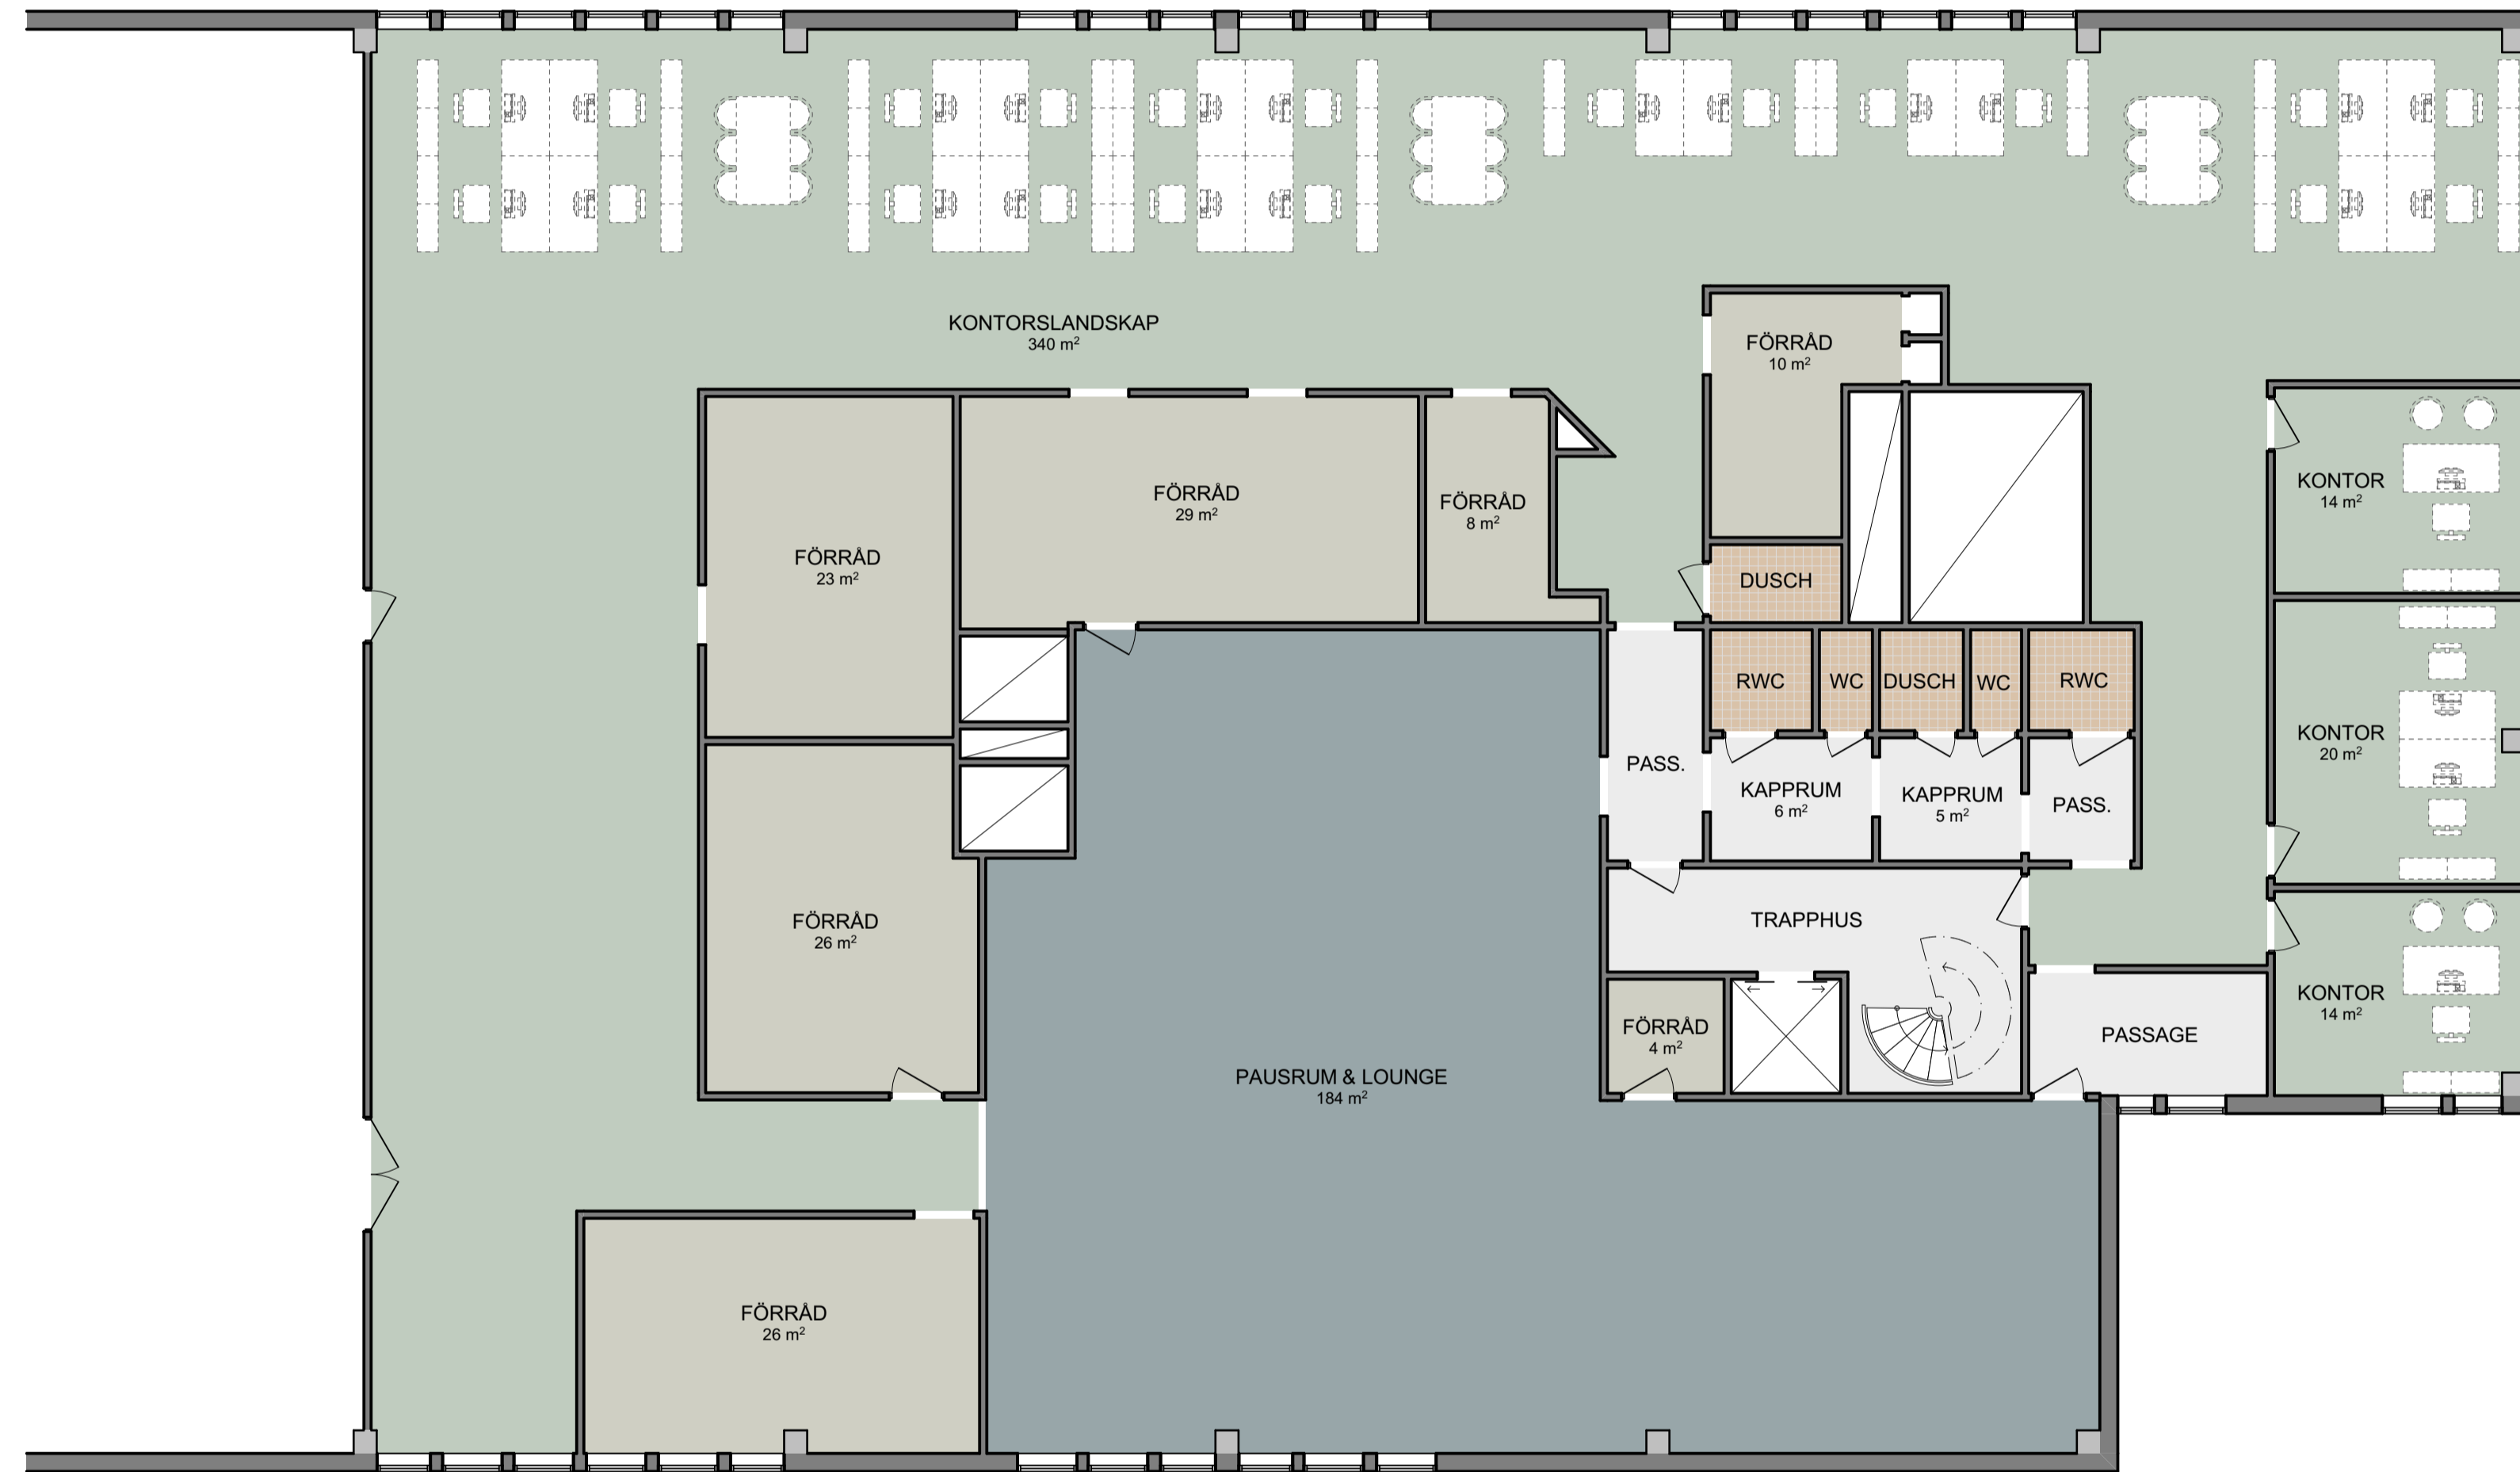 KONTORSLANDSKAP
340 m²
FÖRRÅD
10 m²
FÖRRÅD
29 m²
FÖRRÅD
8 m²
KONTOR
14 m²
FÖRRÅD
23 m²
DUSCH
RWC
WC
DUSCH
WC
RWC
KONTOR
20 m²
PASS.
KAPPRUM
6 m²
KAPPRUM
5 m²
PASS.
FÖRRÅD
26 m²
TRAPPHUS
KONTOR
14 m²
FÖRRÅD
4 m²
PASSAGE
PAUSRUM & LOUNGE
184 m²
FÖRRÅD
26 m²